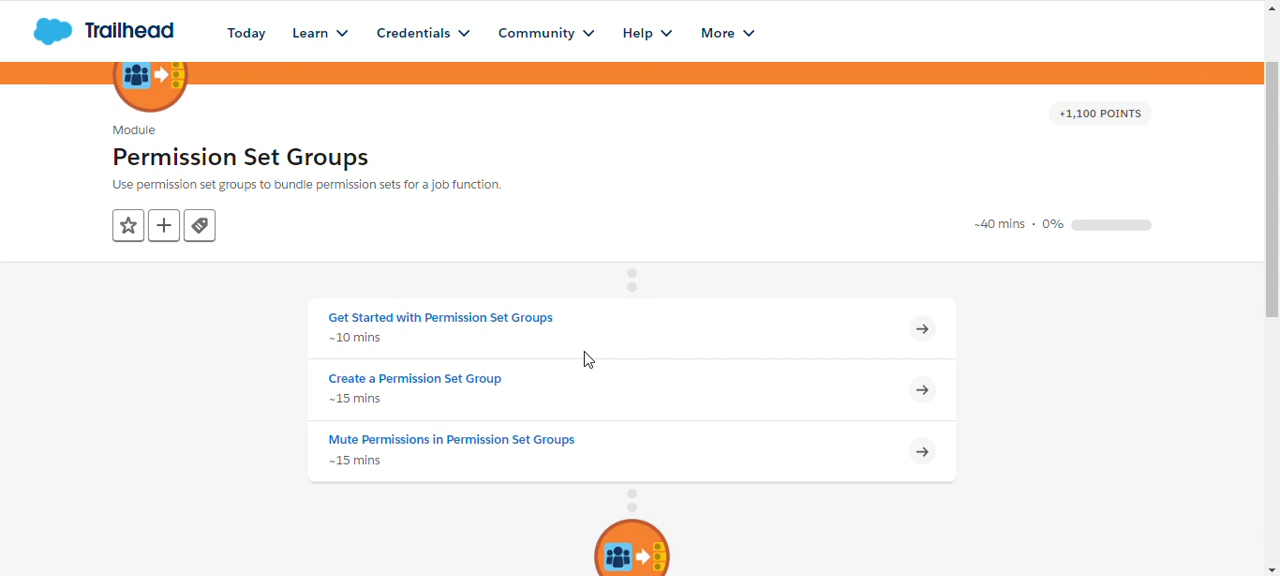 Trailhead
Today Learn Credentials Community Help More
+1,100 POINTS
Module
Permission Set Groups
Use permission set groups to bundle permission sets for a job function.
~40 mins · 0%
Get Started with Permission Set Groups
~10 mins
Create a Permission Set Group
~15 mins
Mute Permissions in Permission Set Groups
~15 mins